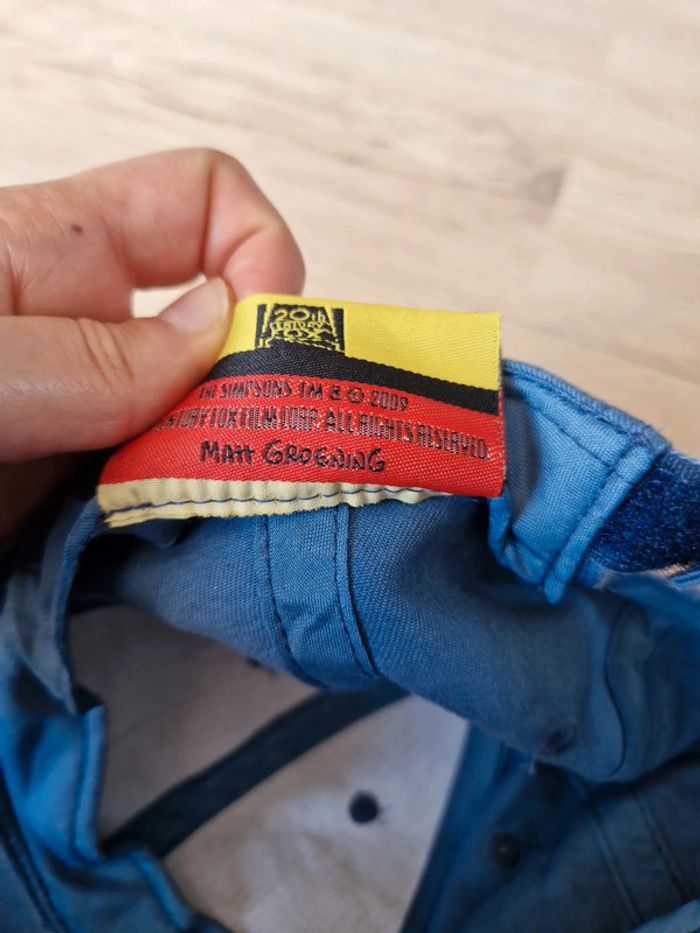 20th
CENTURY
FOX
THE SIMPSONS TM & © 2009
CENTURY FOX FILM CORP. ALL RIGHTS RESERVED.
MATT GROENING